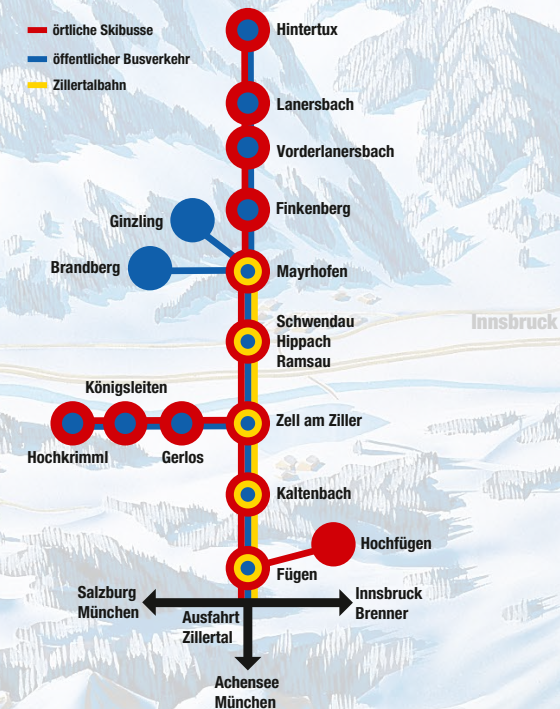 örtliche Skibusse
öffentlicher Busverkehr
Zillertalbahn
Hintertux
Lanersbach
Vorderlanersbach
Finkenberg
Ginzling
Brandberg
Mayrhofen
Innsbruck
Schwendau
Hippach
Ramsau
Königsleiten
Zell am Ziller
Hochkrimml
Gerlos
Kaltenbach
Hochfügen
Fügen
Salzburg
München
Ausfahrt
Zillertal
Innsbruck
Brenner
Achensee
München